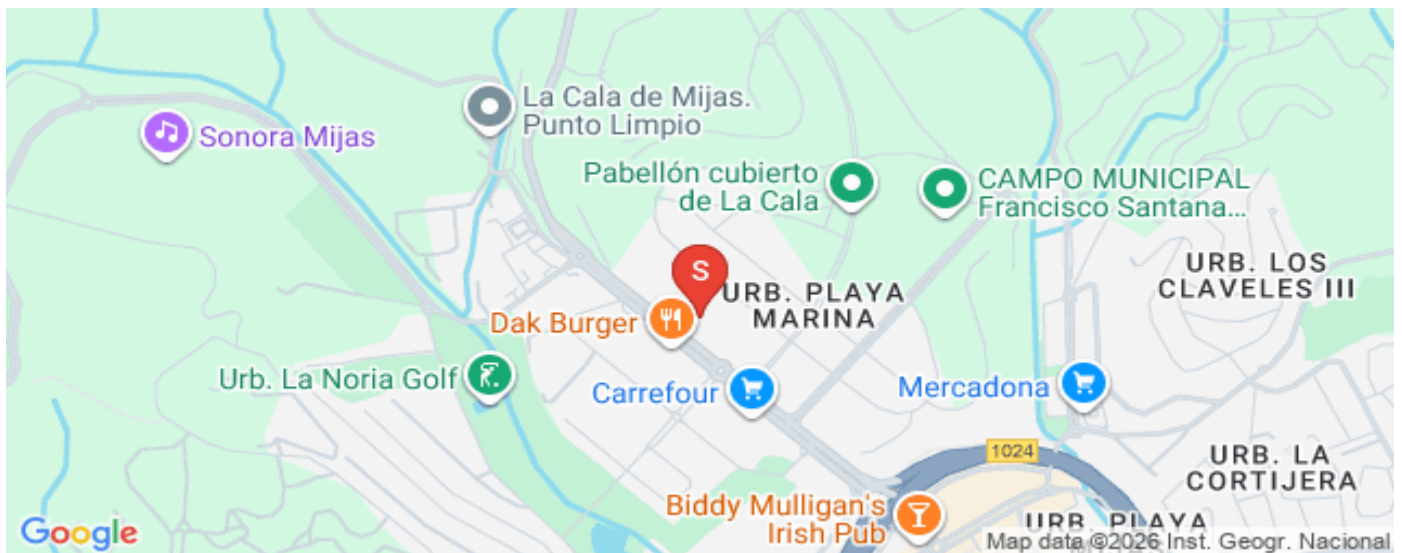 La Cala de Mijas.
Punto Limpio
Sonora Mijas
Pabellón cubierto
de La Cala
CAMPO MUNICIPAL
Francisco Santana...
URB. LOS
CLAVELES III
S
URB. PLAYA
MARINA
Dak Burger
Urb. La Noria Golf
Carrefour
Mercadona
1024
URB. LA
CORTIJERA
Biddy Mulligan's
Irish Pub
URB. PLAYA
Google
Map data ©2026 Inst. Geogr. Nacional